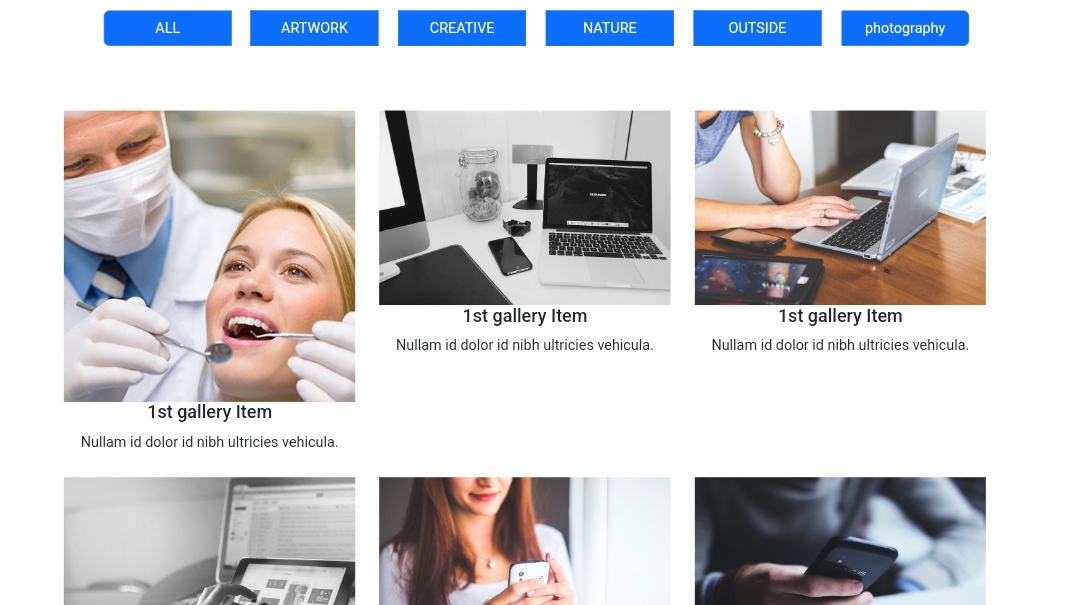 ALL
ARTWORK
CREATIVE
NATURE
OUTSIDE
photography
1st gallery Item
Nullam id dolor id nibh ultricies vehicula.
1st gallery Item
Nullam id dolor id nibh ultricies vehicula.
1st gallery Item
Nullam id dolor id nibh ultricies vehicula.